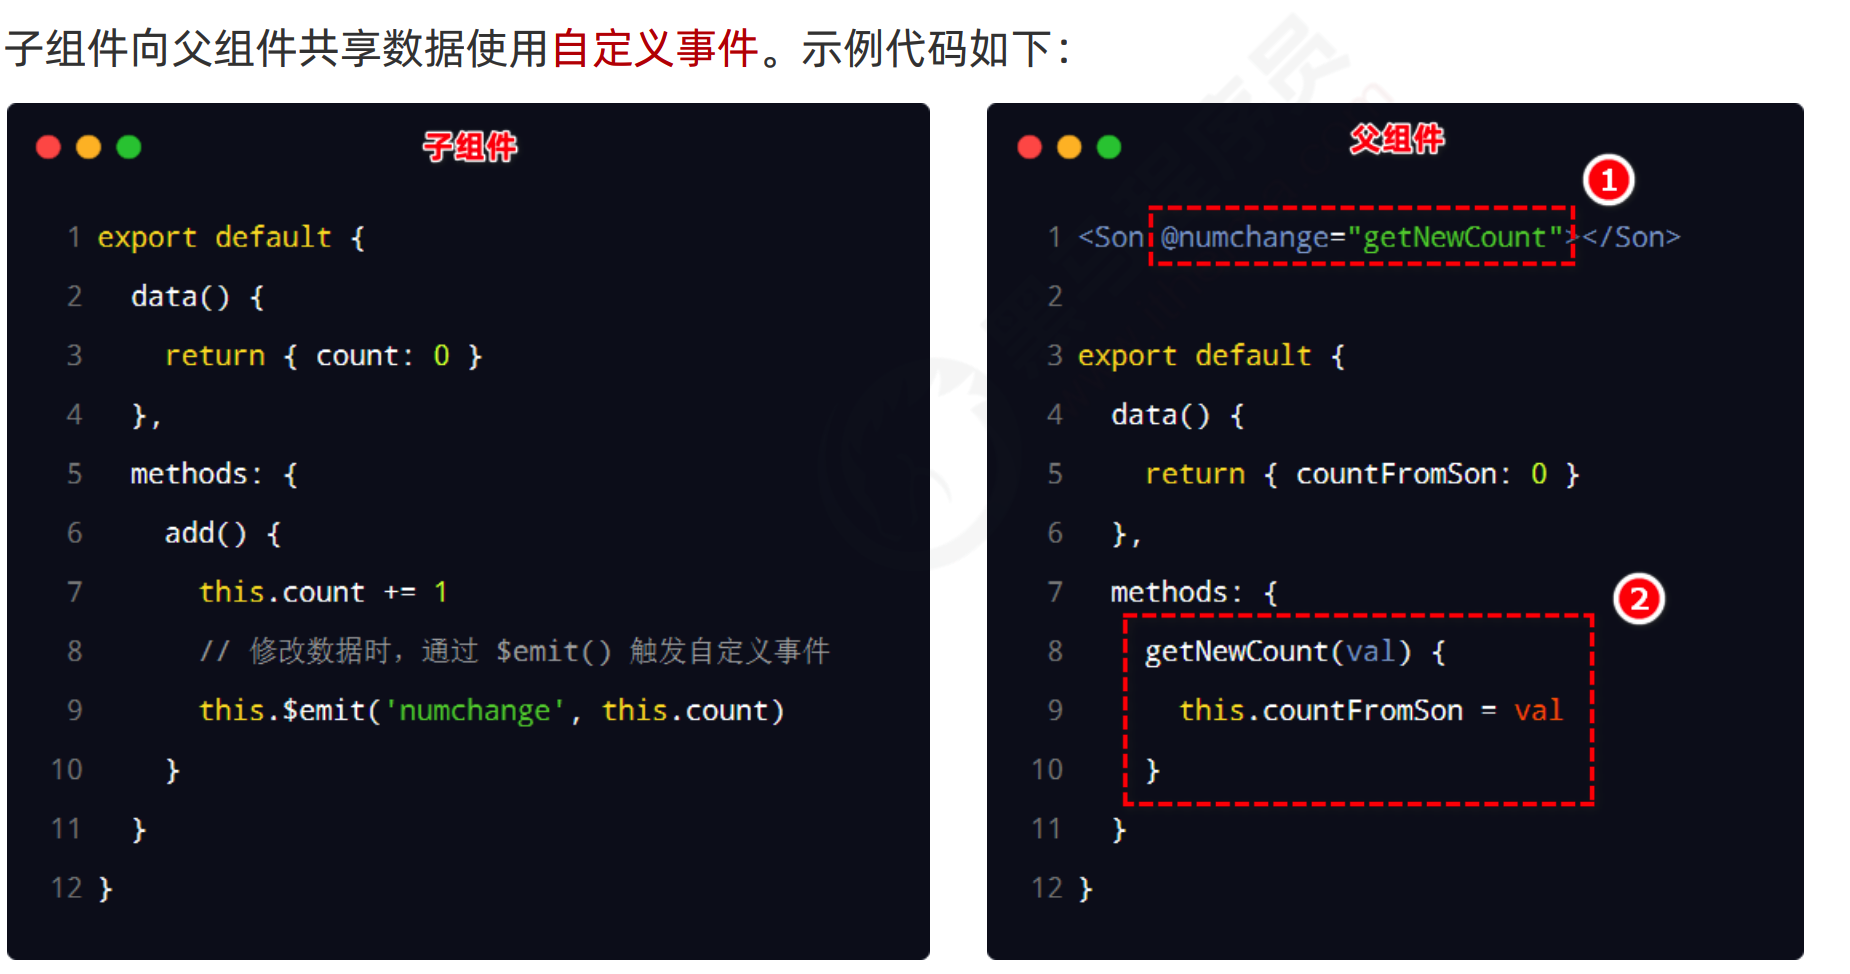 子组件向父组件共享数据使用自定义事件。示例代码如下：
子组件
1 export default {
2   data() {
3     return { count: 0 }
4   },
5   methods: {
6     add() {
7       this.count += 1
8       // 修改数据时，通过 $emit() 触发自定义事件
9       this.$emit('numchange', this.count)
10     }
11   }
12 }
父组件
1
1 <Son @numchange="getNewCount"></Son>
2
3 export default {
4   data() {
5     return { countFromSon: 0 }
6   },
7   methods: {
2
8     getNewCount(val) {
9       this.countFromSon = val
10     }
11   }
12 }